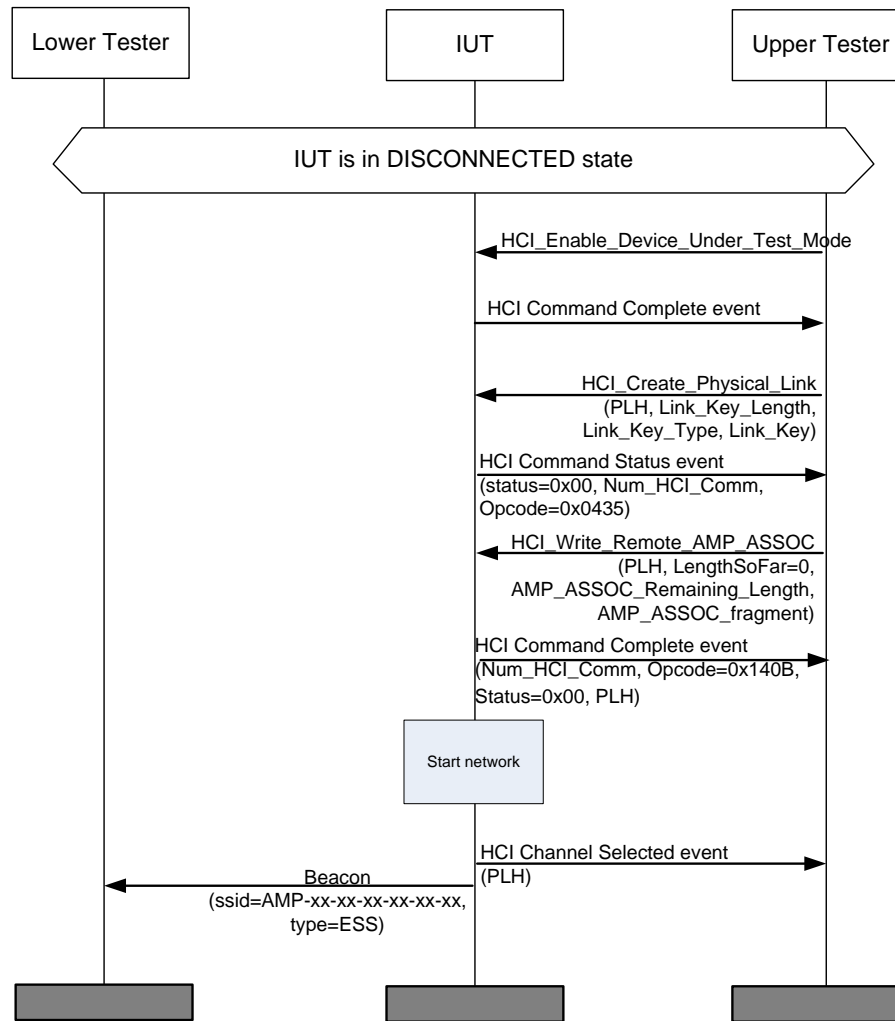 Lower Tester
IUT
Upper Tester
IUT is in DISCONNECTED state
HCI_Enable_Device_Under_Test_Mode
HCI Command Complete event
HCI_Create_Physical_Link
(PLH, Link_Key_Length,
Link_Key_Type, Link_Key)
HCI Command Status event
(status=0x00, Num_HCI_Comm,
Opcode=0x0435)
HCI_Write_Remote_AMP_ASSOC
(PLH, LengthSoFar=0,
AMP_ASSOC_Remaining_Length,
AMP_ASSOC_fragment)
HCI Command Complete event
(Num_HCI_Comm, Opcode=0x140B,
Status=0x00, PLH)
Start network
HCI Channel Selected event
(PLH)
Beacon
(ssid=AMP-xx-xx-xx-xx-xx-xx,
type=ESS)